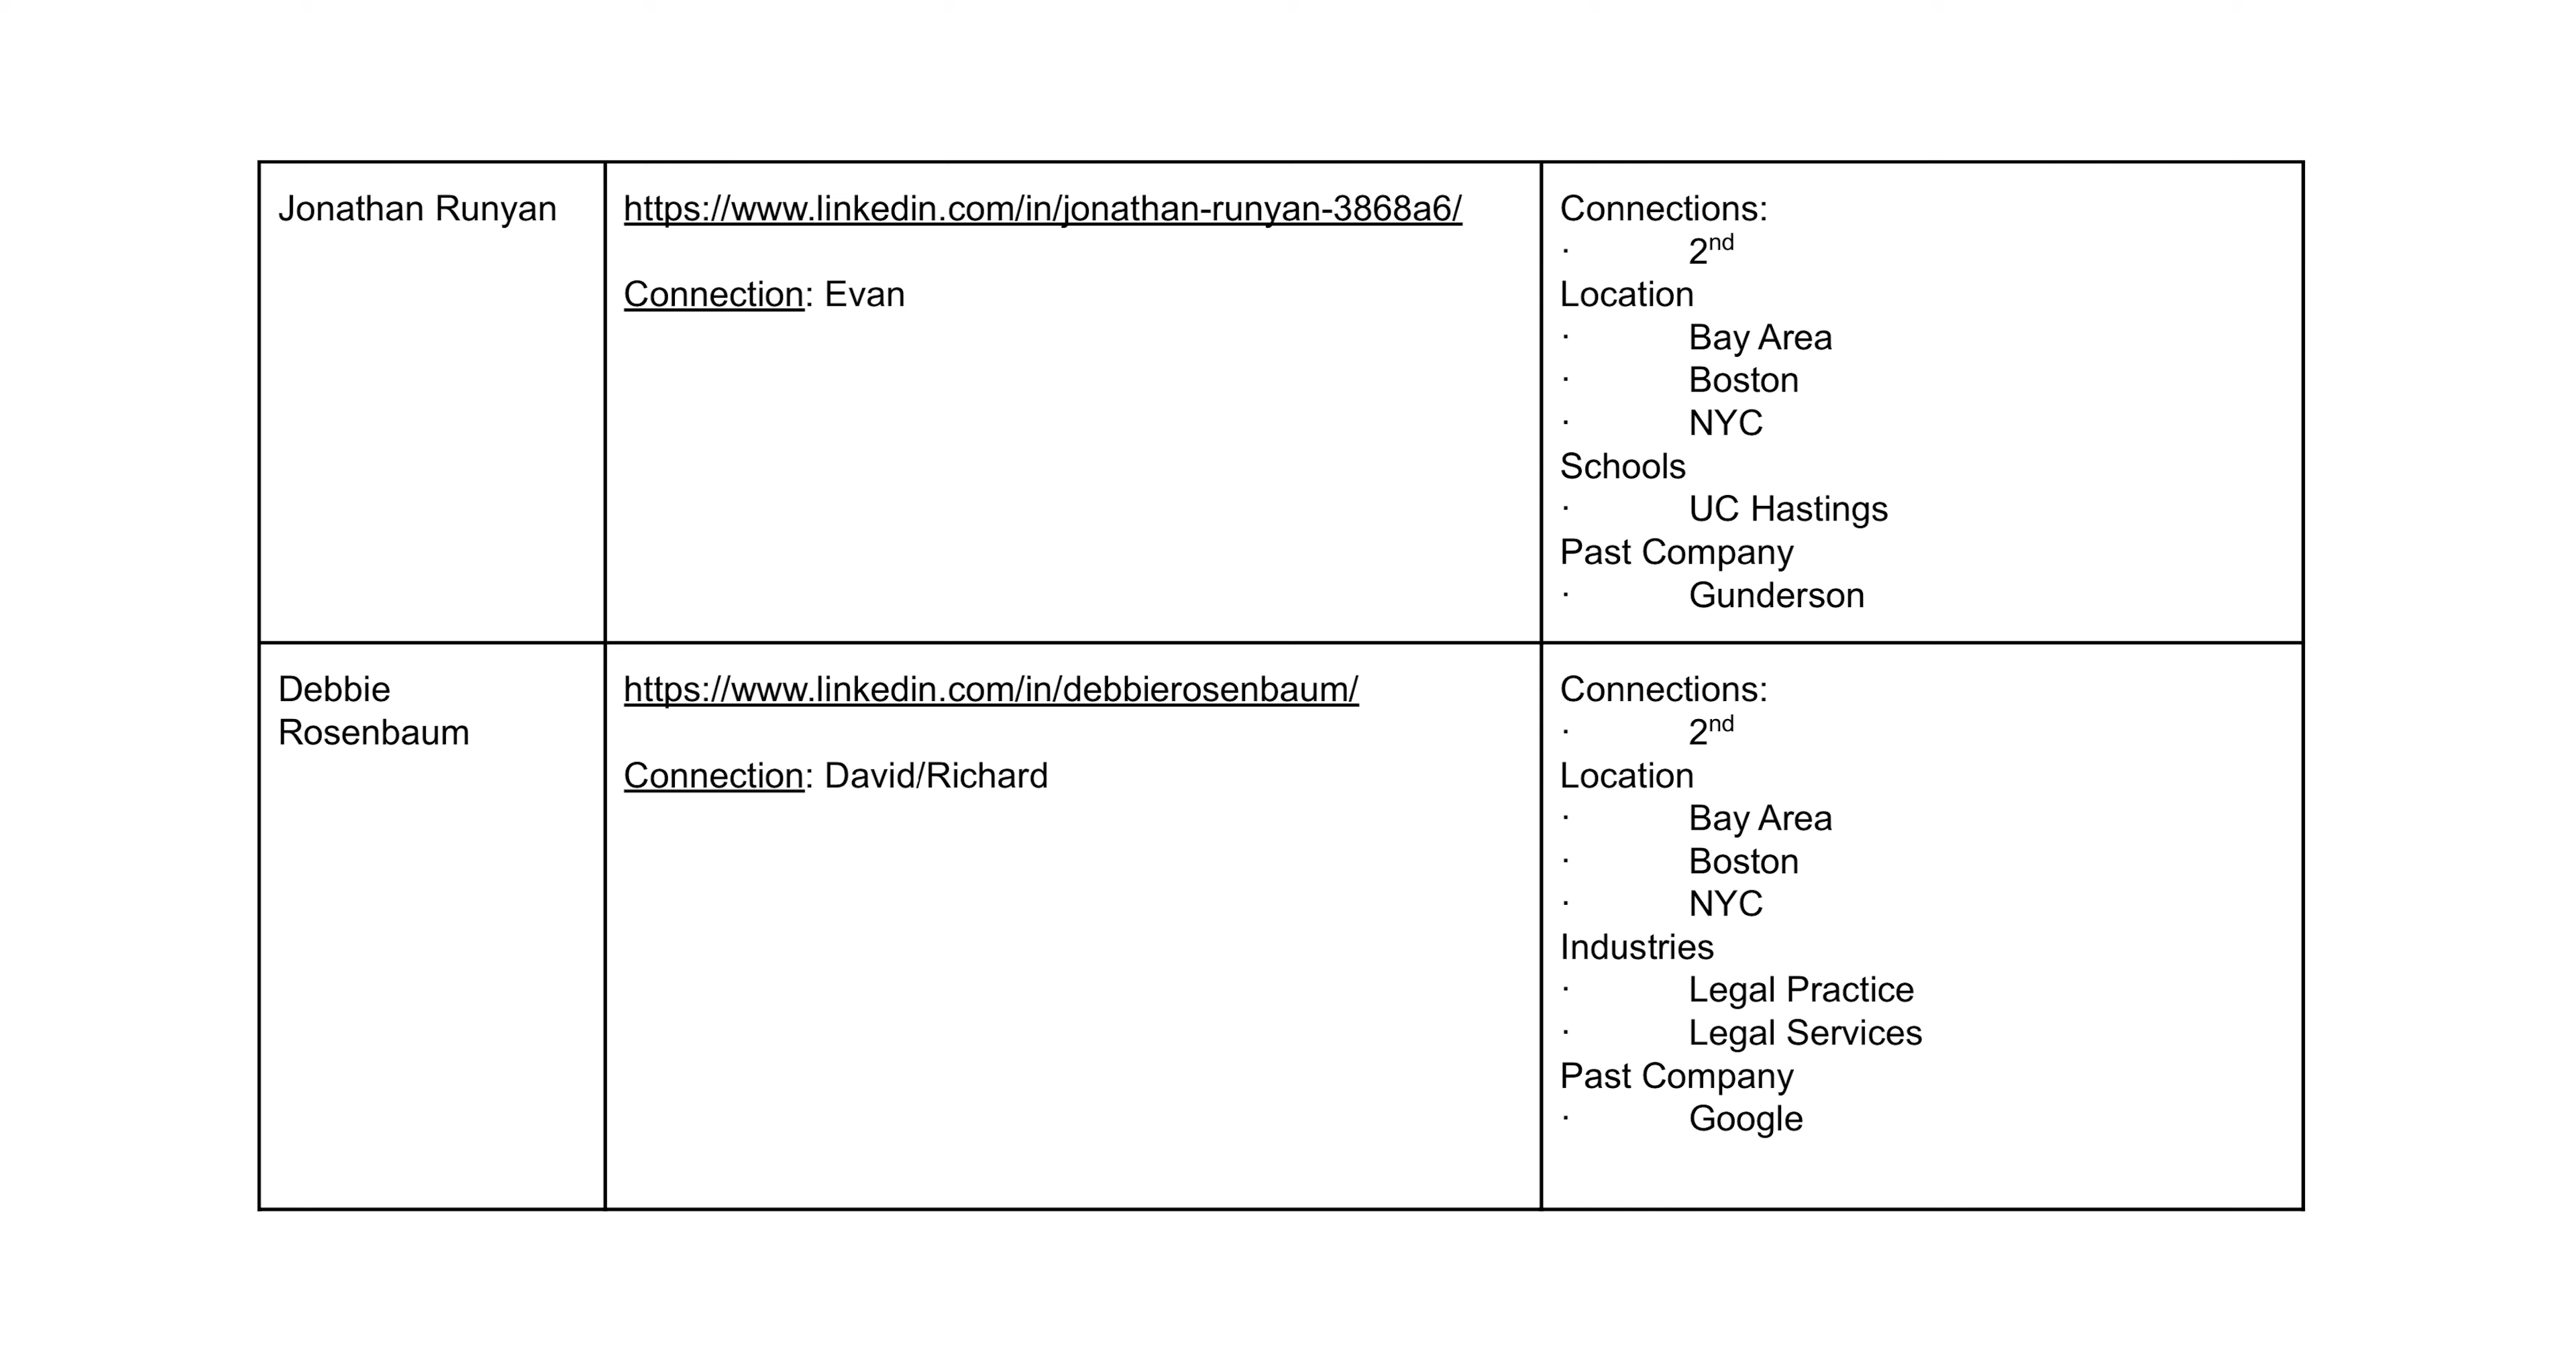 Jonathan Runyan
https://www.linkedin.com/in/jonathan-runyan-3868a6/
Connection: Evan
Connections:
· 2nd
Location
· Bay Area
· Boston
· NYC
Schools
· UC Hastings
Past Company
· Gunderson
Debbie
Rosenbaum
https://www.linkedin.com/in/debbierosenbaum/
Connection: David/Richard
Connections:
· 2nd
Location
· Bay Area
· Boston
· NYC
Industries
· Legal Practice
· Legal Services
Past Company
· Google